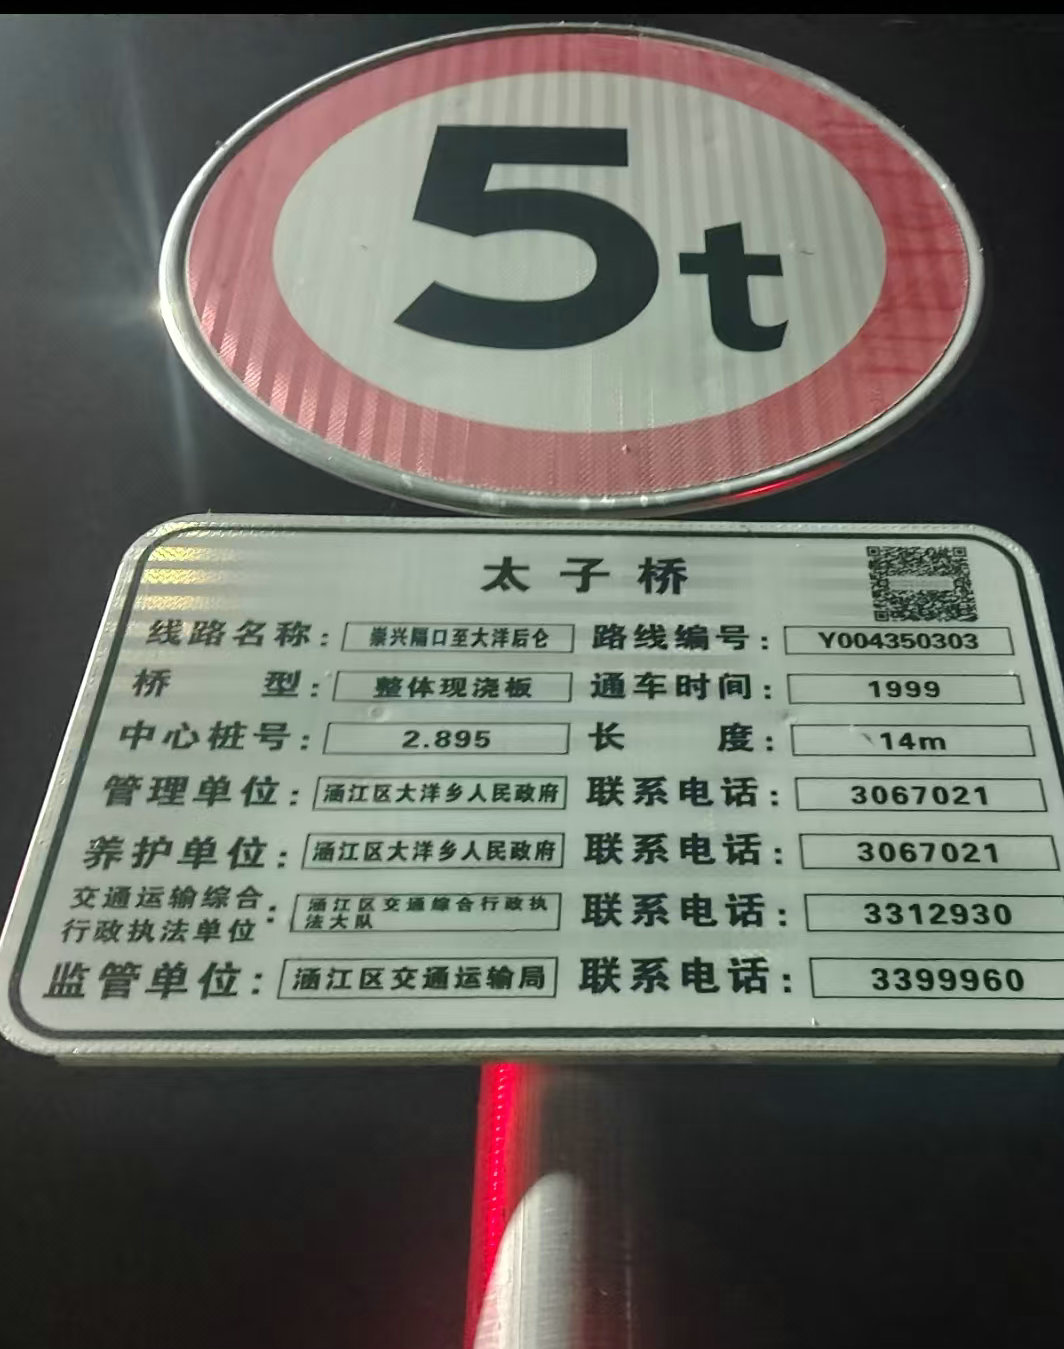 5t
太子桥
线路名称：崇兴隔口至大洋后仑 路线编号：Y004350303
桥型：整体现浇板 通车时间：1999
中心桩号：2.895 长度：14m
管理单位：涵江区大洋乡人民政府 联系电话：3067021
养护单位：涵江区大洋乡人民政府 联系电话：3067021
交通运输综合行政执法单位：涵江区交通综合行政执法大队 联系电话：3312930
监管单位：涵江区交通运输局 联系电话：3399960